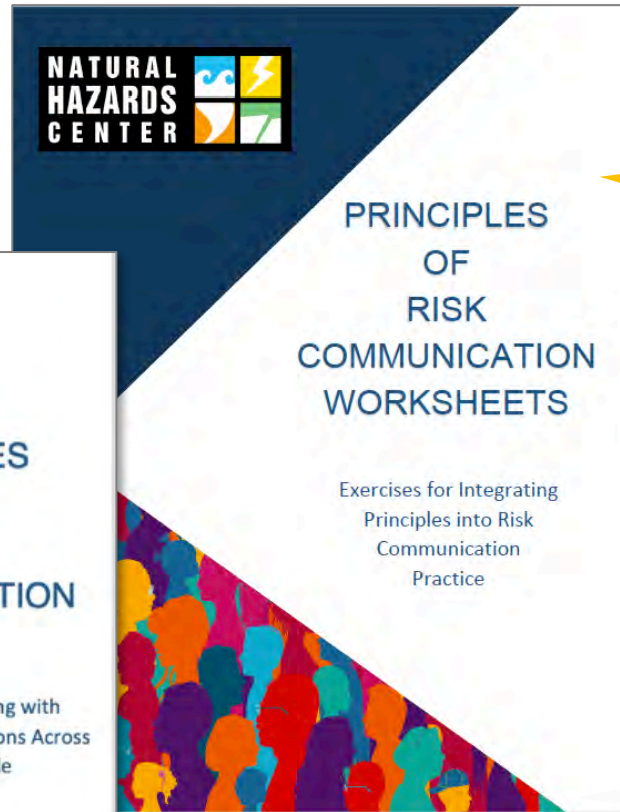 NATURAL
HAZARDS
CENTER
PRINCIPLES
OF
RISK
COMMUNICATION
WORKSHEETS
Exercises for Integrating
Principles into Risk
Communication
Practice
ES
TION
ng with
ons Across